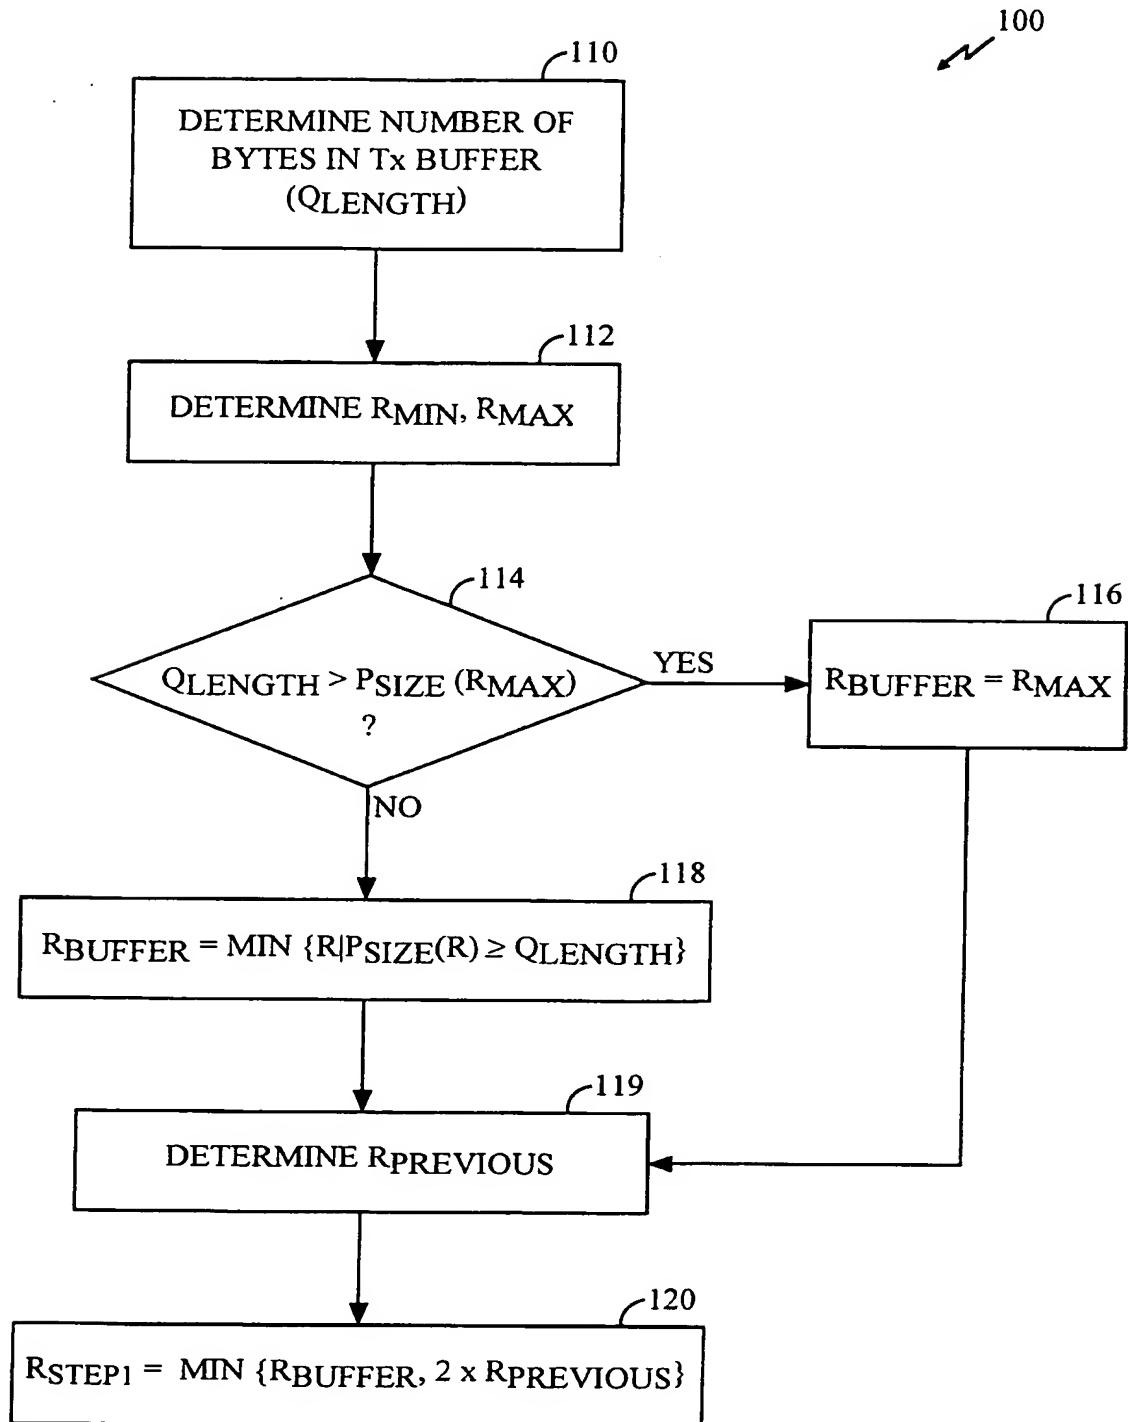 100
110
DETERMINE NUMBER OF
BYTES IN Tx BUFFER
(QLENGTH)
112
DETERMINE RMIN, RMAX
114
QLENGTH > PSIZE (RMAX)
?
YES
116
RBUFFER = RMAX
NO
118
RBUFFER = MIN {R|PSIZE(R) ≥ QLENGTH}
119
DETERMINE RPREVIOUS
120
RSTEP1 = MIN {RBUFFER, 2 x RPREVIOUS}